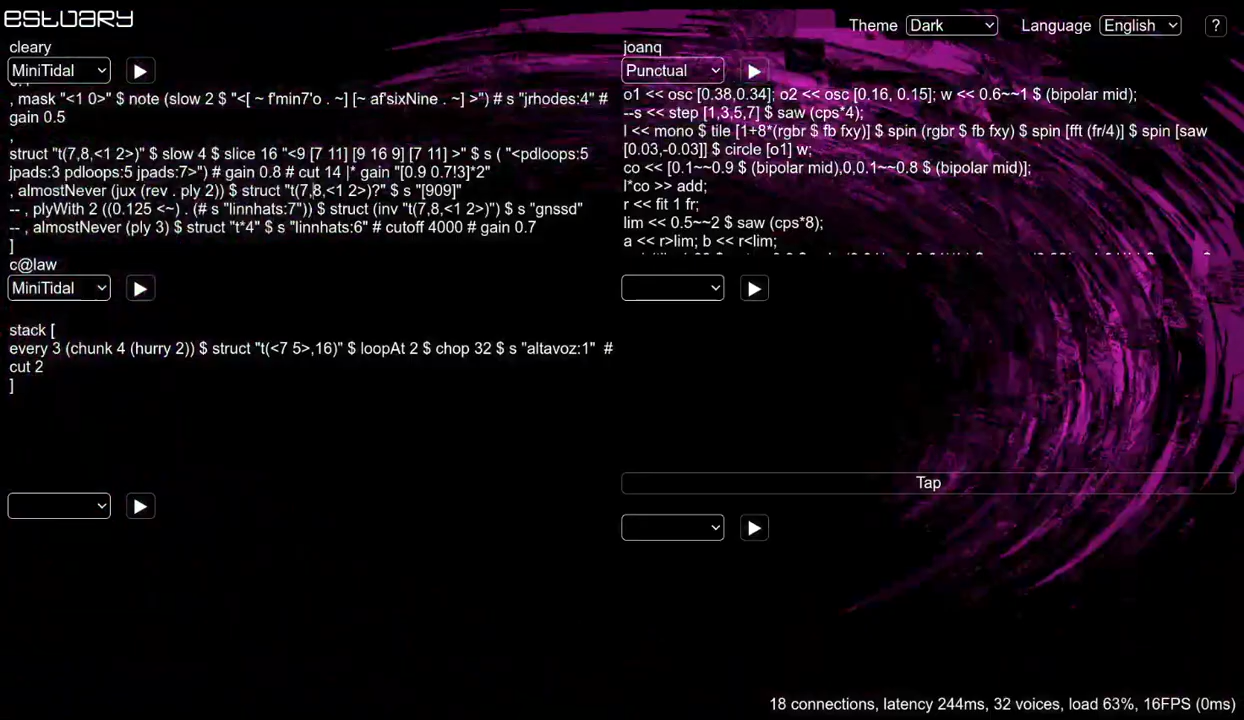 estuary
Theme Dark Language English ?
cleary
MiniTidal
, mask "<1 0>" $ note (slow 2 $ "<[ ~ f'min7'o . ~] [~ af'sixNine . ~] >") # s "jrhodes:4" #
gain 0.5
,
struct "t(7,8,<1 2>)" $ slow 4 $ slice 16 "<9 [7 11] [9 16 9] [7 11] >" $ s ( "<pdloops:5
jpads:3 pdloops:5 jpads:7>") # gain 0.8 # cut 14 |* gain "[0.9 0.7!3]*2"
, almostNever (jux (rev . ply 2)) $ struct "t(7,8,<1 2>)?" $ s "[909]"
-- , plyWith 2 ((0.125 <~) . (# s "linnhats:7")) $ struct (inv "t(7,8,<1 2>)") $ s "gnssd"
-- , almostNever (ply 3) $ struct "t*4" $ s "linnhats:6" # cutoff 4000 # gain 0.7
]
joanq
Punctual
o1 << osc [0.38,0.34]; o2 << osc [0.16, 0.15]; w << 0.6~~1 $ (bipolar mid);
--s << step [1,3,5,7] $ saw (cps*4);
l << mono $ tile [1+8*(rgbr $ fb fxy)] $ spin (rgbr $ fb fxy) $ spin [fft (fr/4)] $ spin [saw
[0.03,-0.03]] $ circle [o1] w;
co << [0.1~~0.9 $ (bipolar mid),0,0.1~~0.8 $ (bipolar mid)];
l*co >> add;
r << fit 1 fr;
lim << 0.5~~2 $ saw (cps*8);
a << r>lim; b << r<lim;
c@law
MiniTidal
stack [
every 3 (chunk 4 (hurry 2)) $ struct "t(<7 5>,16)" $ loopAt 2 $ chop 32 $ s "altavoz:1" #
cut 2
]
Tap
18 connections, latency 244ms, 32 voices, load 63%, 16FPS (0ms)